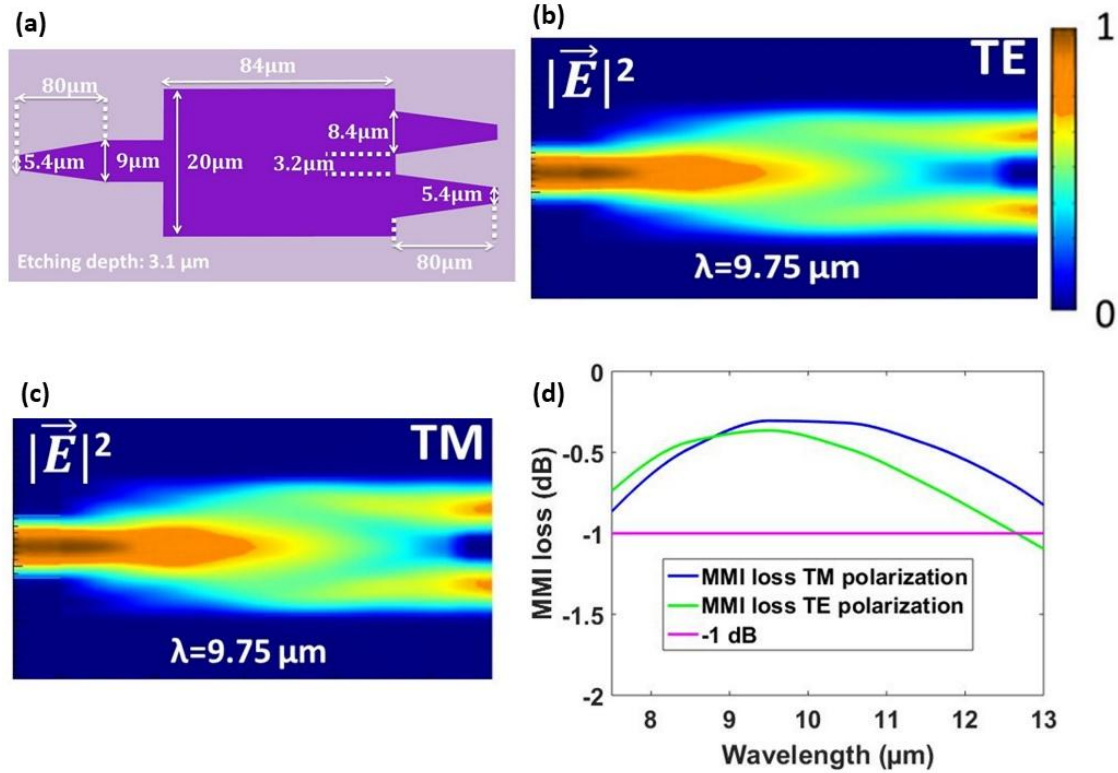 (a)
84μm
80μm
8.4μm
5.4μm
9μm
20μm
3.2μm
5.4μm
80μm
Etching depth: 3.1 μm
(b)
|E⃗|²
TE
λ=9.75 μm
1
0
(c)
|E⃗|²
TM
λ=9.75 μm
(d)
0
-0.5
-1
-1.5
-2
MMI loss (dB)
MMI loss TM polarization
MMI loss TE polarization
-1 dB
8 9 10 11 12 13
Wavelength (μm)